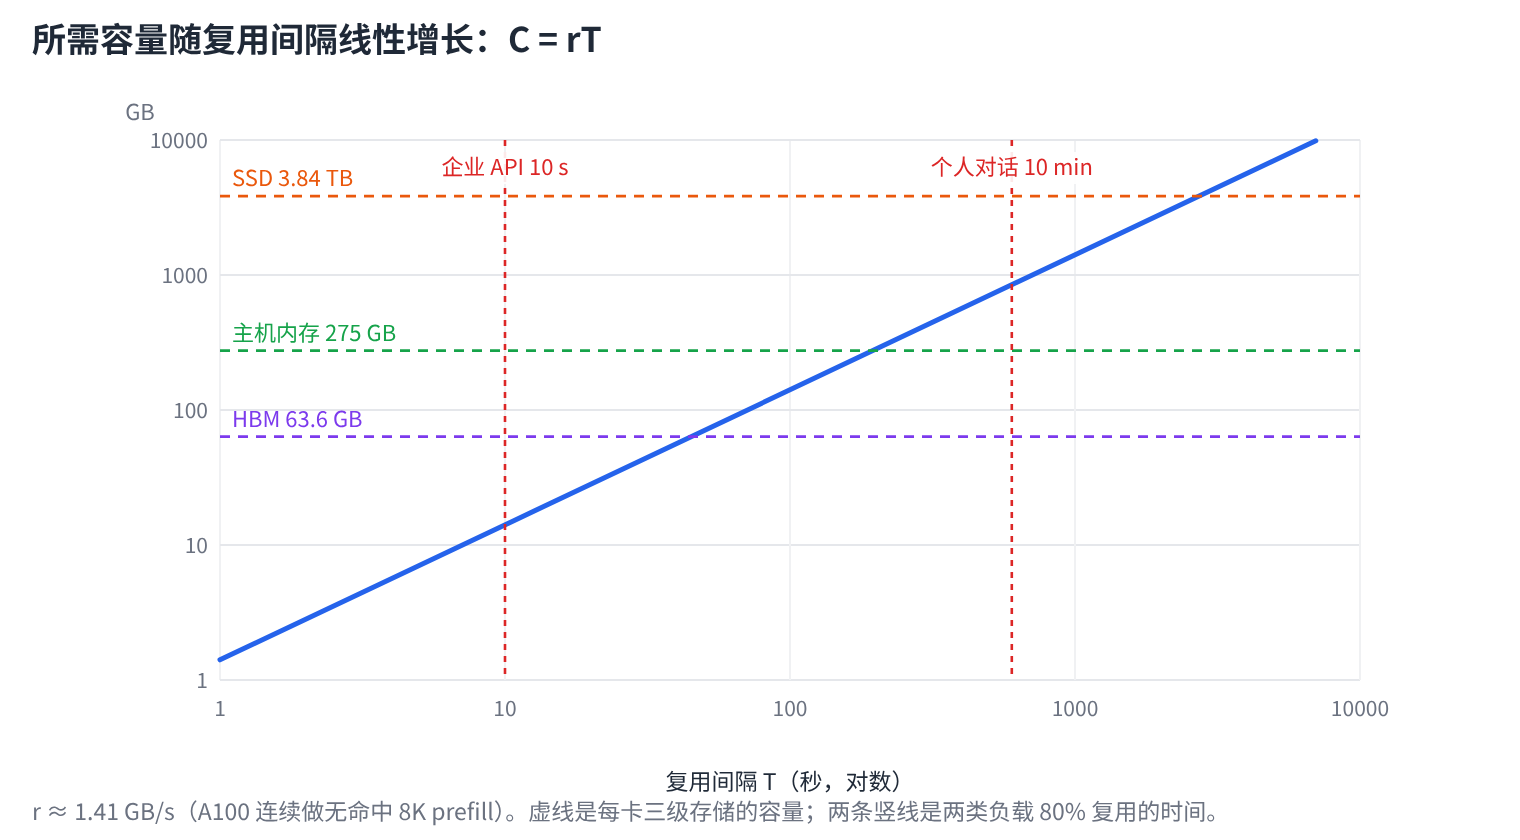 所需容量随复用间隔线性增长：C = rT
GB
10000
企业 API 10 s
个人对话 10 min
SSD 3.84 TB
1000
主机内存 275 GB
100
HBM 63.6 GB
10
1
1
10
100
1000
10000
复用间隔 T（秒，对数）
r ≈ 1.41 GB/s（A100 连续做无命中 8K prefill）。虚线是每卡三级存储的容量；两条竖线是两类负载 80% 复用的时间。